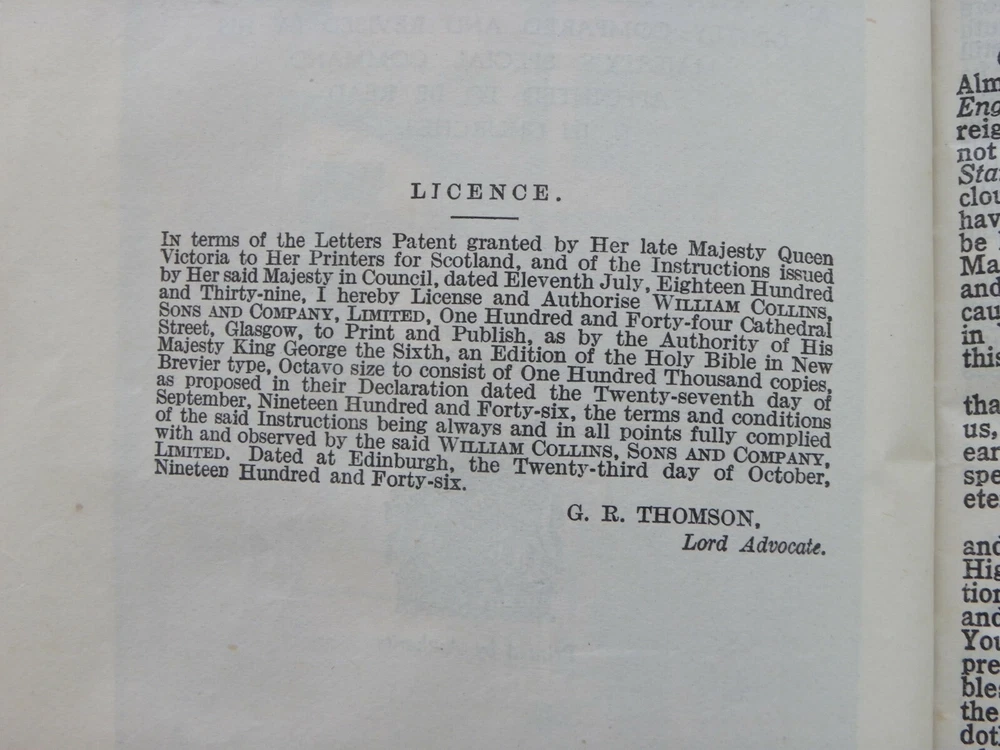 LICENCE.
IN terms of the Letters Patent granted by Her late Majesty Queen
Victoria to Her Printers for Scotland, and of the Instructions issued
by Her said Majesty in Council, dated Eleventh July, Eighteen Hundred
and Thirty-nine, I hereby License and Authorise WILLIAM COLLINS,
SONS AND COMPANY, LIMITED, One Hundred and Forty-four Cathedral
Street, Glasgow, to Print and Publish, as by the Authority of His
Majesty King George the Sixth, an Edition of the Holy Bible in New
Brevier type, Octavo size to consist of One Hundred Thousand copies,
as proposed in their Declaration dated the Twenty-seventh day of
September, Nineteen Hundred and Forty-six, the terms and conditions
of the said Instructions being always and in all points fully complied
with and observed by the said WILLIAM COLLINS, SONS AND COMPANY,
LIMITED. Dated at Edinburgh, the Twenty-third day of October,
Nineteen Hundred and Forty-six.
G. R. THOMSON,
Lord Advocate.
Alm
Eng
reig
not
Sta
clou
hav
be
Ma
and
cau
in
this
tha
us,
ear
spe
ete
and
Hig
tion
and
You
pre
ble
the
dot